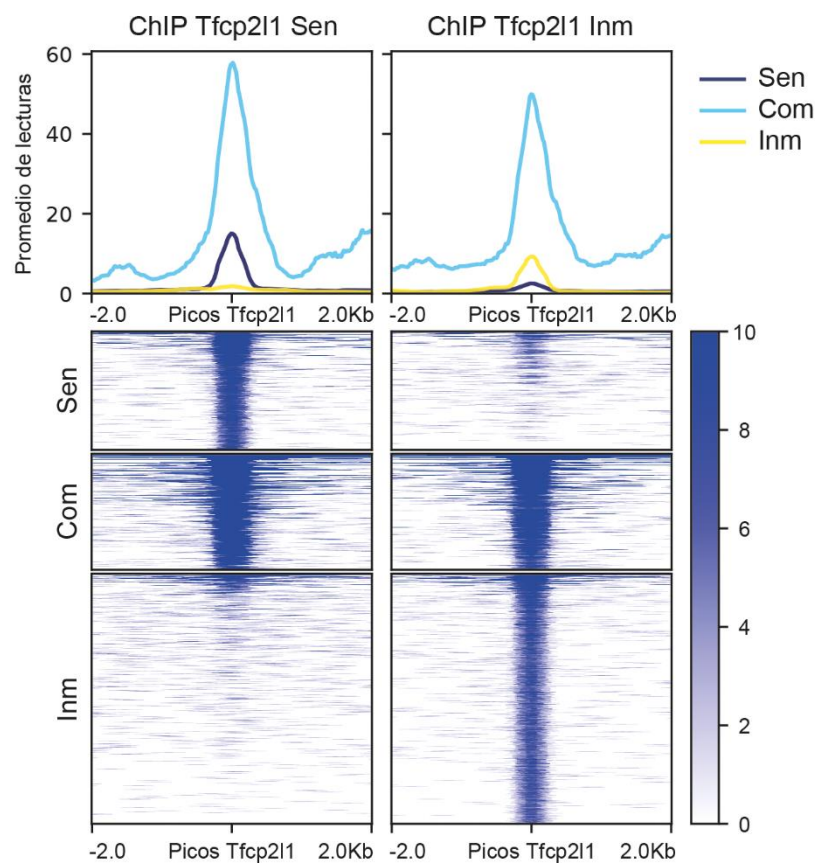 ChIP Tfcp2l1 Sen
ChIP Tfcp2l1 Inm
Promedio de lecturas
60
40
20
0
-2.0 Picos Tfcp2l1 2.0Kb
-2.0 Picos Tfcp2l1 2.0Kb
Sen
Com
Inm
Sen
Com
Inm
10
8
6
4
2
0
-2.0 Picos Tfcp2l1 2.0Kb
-2.0 Picos Tfcp2l1 2.0Kb